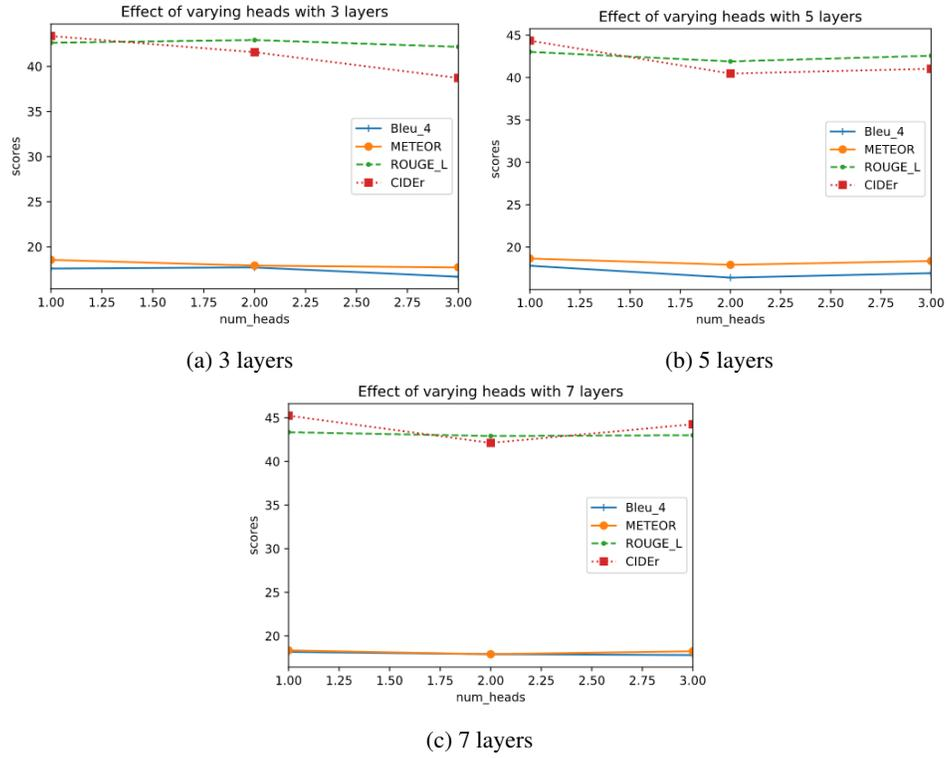 Effect of varying heads with 3 layers
40
35
30
25
20
scores
1.00 1.25 1.50 1.75 2.00 2.25 2.50 2.75 3.00
num_heads
Bleu_4
METEOR
ROUGE_L
CIDEr
(a) 3 layers
Effect of varying heads with 5 layers
45
40
35
30
25
20
scores
1.00 1.25 1.50 1.75 2.00 2.25 2.50 2.75 3.00
num_heads
Bleu_4
METEOR
ROUGE_L
CIDEr
(b) 5 layers
Effect of varying heads with 7 layers
45
40
35
30
25
20
scores
1.00 1.25 1.50 1.75 2.00 2.25 2.50 2.75 3.00
num_heads
Bleu_4
METEOR
ROUGE_L
CIDEr
(c) 7 layers